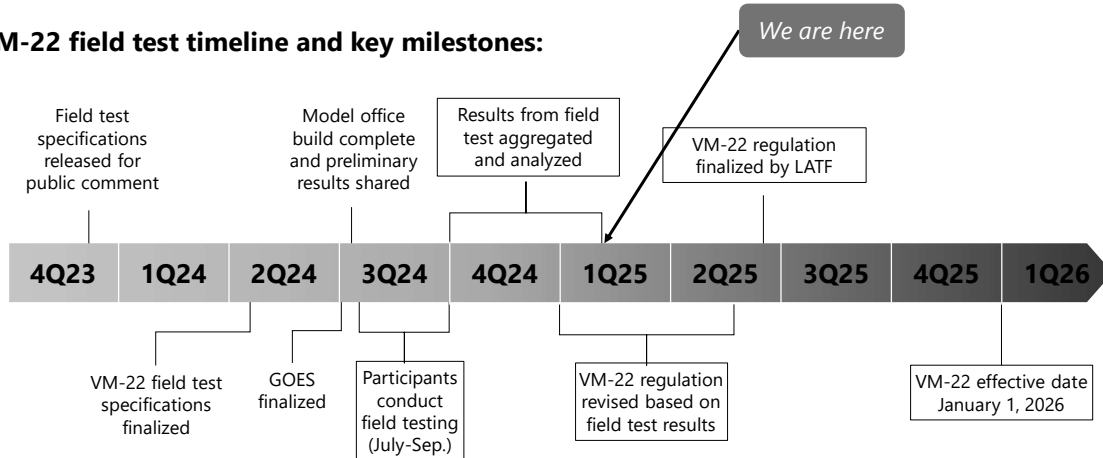 M-22 field test timeline and key milestones:
We are here
Field test
specifications
released for
public comment
Model office
build complete
and preliminary
results shared
Results from field
test aggregated
and analyzed
VM-22 regulation
finalized by LATF
4Q23
1Q24
2Q24
3Q24
4Q24
1Q25
2Q25
3Q25
4Q25
1Q26
VM-22 field test
specifications
finalized
GOES
finalized
Participants
conduct
field testing
(July-Sep.)
VM-22 regulation
revised based on
field test results
VM-22 effective date
January 1, 2026